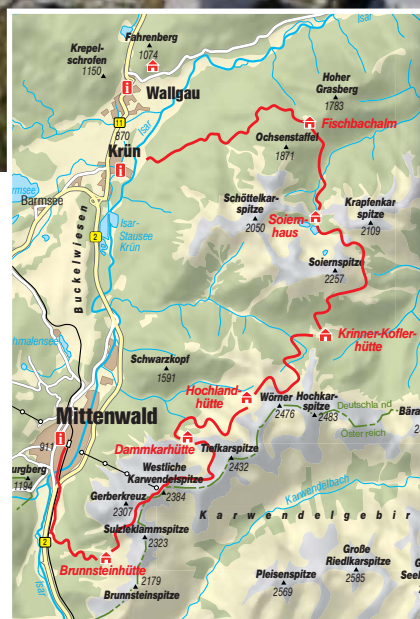 Isar
Fahrenberg
1074
Krepel-
schrofen
1150
Wallgau
Hoher
Grasberg
1783
11
870
Isar
Fischbachalm
Krün
Ochsenstaffel
1871
Barmsee
Schöttelkar-
spitze
2050
Soiern-
haus
Krapfenkar
spitze
2109
Isar-
Stausee
Krün
Buckelwiesen
2
Soiernspitze
2257
Krinner-Kofler-
hütte
Schwarzkopf
1591
Hochland-
hütte
Wörner
2476
Hochkar-
spitze
2483
Deutschland
Österreich
Mittenwald
911
Dammkarhütte
Tiefkarspitze
2432
Westliche
Karwendelspitze
2384
1194
Gerberkreuz
2307
Karwendelbach
Karwendelgebir
Sulzleklammspitze
2323
2
Große
Riedlkarspitze
2585
Brunnsteinhütte
2179
Brunnsteinspitze
Pleisenspitze
2569
Isar